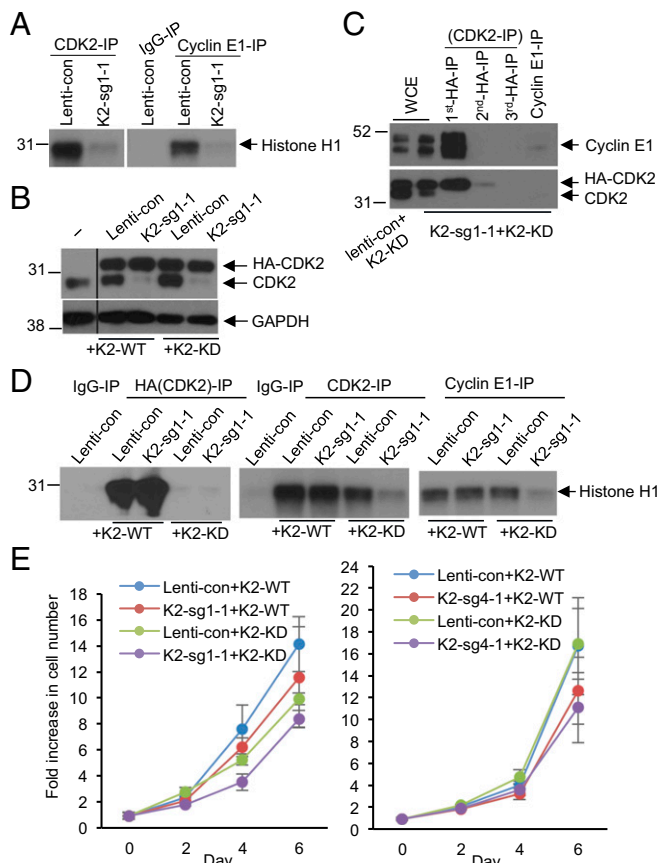 A
CDK2-IP
IgG-IP
Cyclin E1-IP
Lenti-con
K2-sg1-1
Lenti-con
Lenti-con
K2-sg1-1
31
Histone H1
B
–
Lenti-con
K2-sg1-1
Lenti-con
K2-sg1-1
31
HA-CDK2
CDK2
38
GAPDH
+K2-WT
+K2-KD
C
(CDK2-IP)
WCE
1st-HA-IP
2nd-HA-IP
3rd-HA-IP
Cyclin E1-IP
52
Cyclin E1
HA-CDK2
31
CDK2
lenti-con+
K2-KD
K2-sg1-1+K2-KD
D
IgG-IP
HA(CDK2)-IP
IgG-IP
CDK2-IP
Cyclin E1-IP
Lenti-con
Lenti-con
K2-sg1-1
Lenti-con
K2-sg1-1
Lenti-con
Lenti-con
K2-sg1-1
Lenti-con
K2-sg1-1
Lenti-con
K2-sg1-1
Lenti-con
K2-sg1-1
31
Histone H1
+K2-WT
+K2-KD
+K2-WT
+K2-KD
+K2-WT
+K2-KD
E
Fold increase in cell number
18
16
14
12
10
8
6
4
2
0
Lenti-con+K2-WT
K2-sg1-1+K2-WT
Lenti-con+K2-KD
K2-sg1-1+K2-KD
0 2 4 6
Day
24
22
20
18
16
14
12
10
8
6
4
2
0
Lenti-con+K2-WT
K2-sg4-1+K2-WT
Lenti-con+K2-KD
K2-sg4-1+K2-KD
0 2 4 6
Day